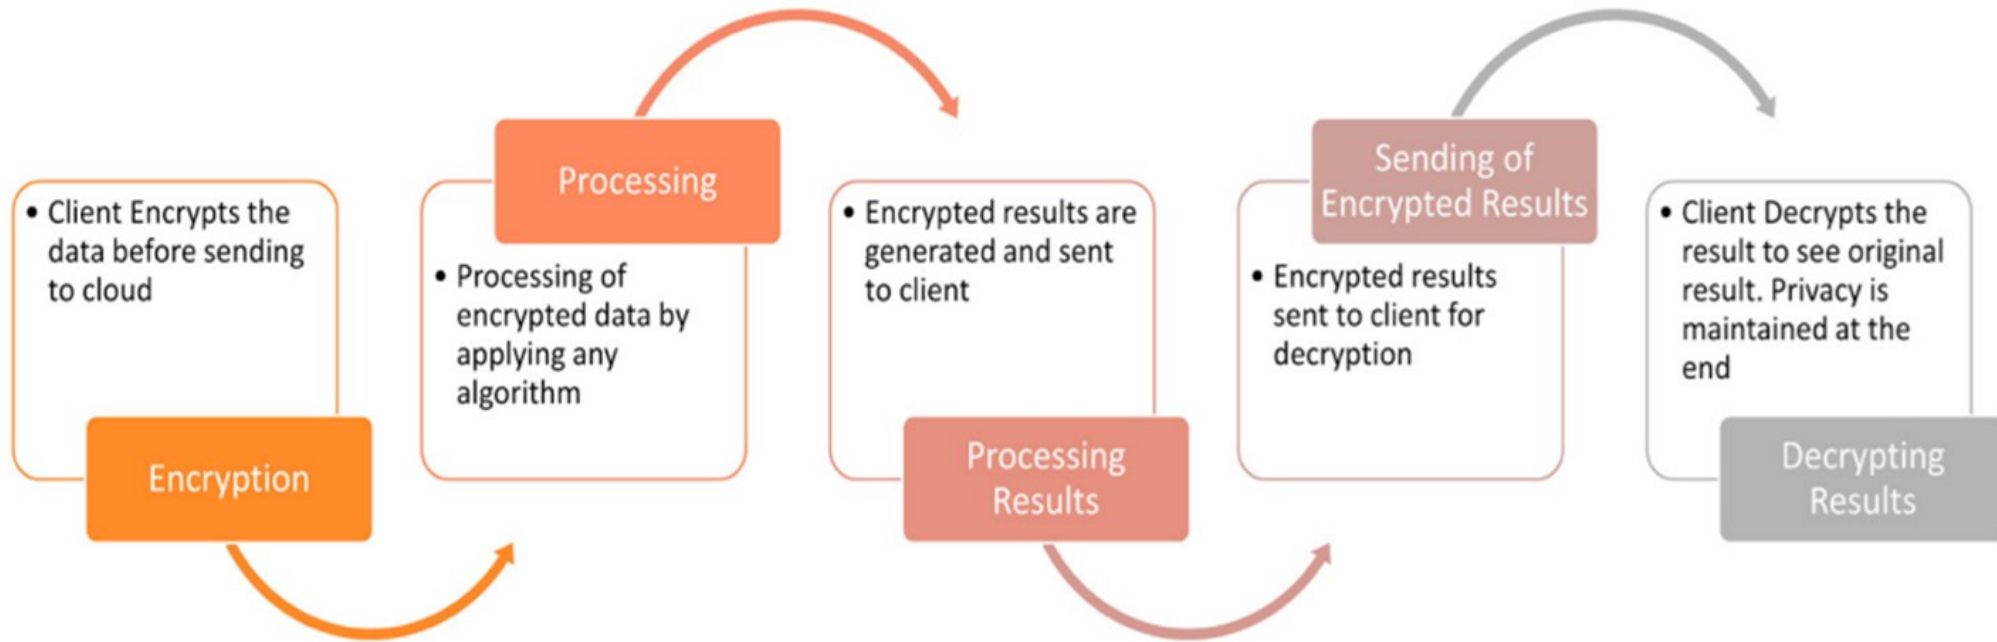 • Client Encrypts the
data before sending
to cloud
Encryption
Processing
• Processing of
encrypted data by
applying any
algorithm
• Encrypted results are
generated and sent
to client
Processing
Results
Sending of
Encrypted Results
• Encrypted results
sent to client for
decryption
• Client Decrypts the
result to see original
result. Privacy is
maintained at the
end
Decrypting
Results